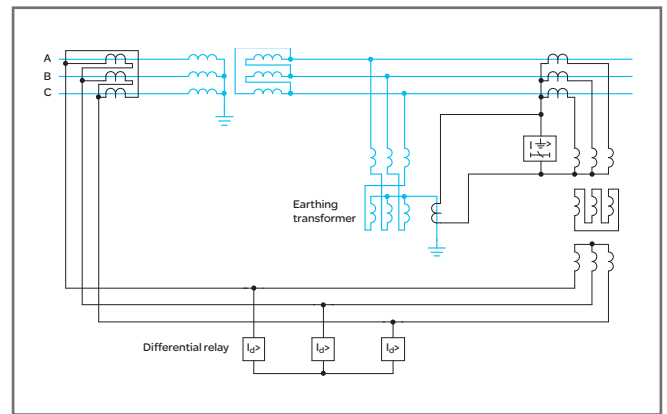 A
B
C
I ⏚>
Earthing
transformer
Differential relay
Id>
Id>
Id>